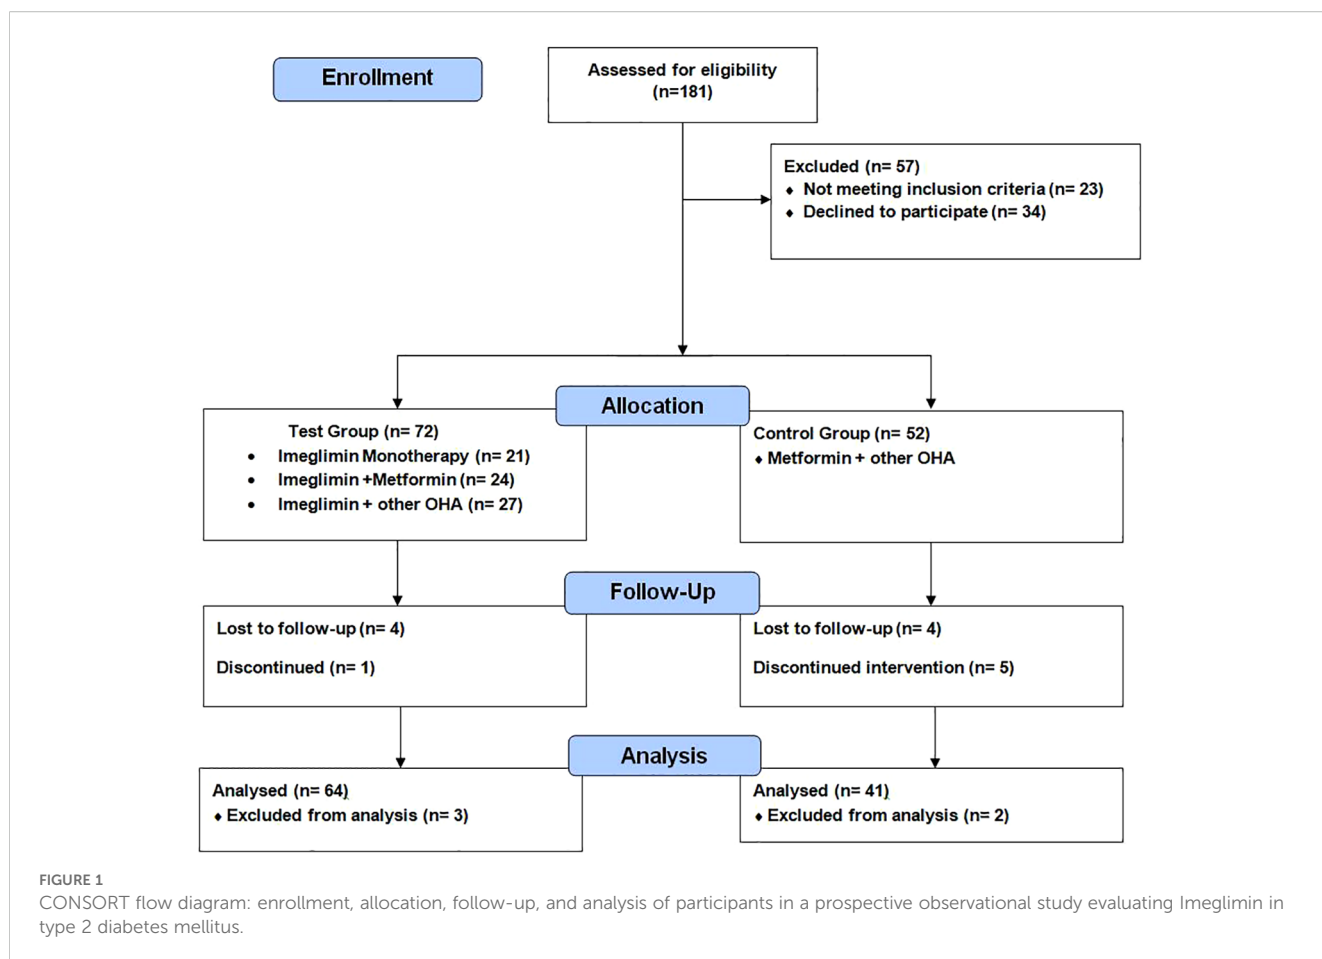 Enrollment
Assessed for eligibility
(n=181)
Excluded (n= 57)
♦ Not meeting inclusion criteria (n= 23)
♦ Declined to participate (n= 34)
Allocation
Test Group (n= 72)
• Imeglimin Monotherapy (n= 21)
• Imeglimin +Metformin (n= 24)
• Imeglimin + other OHA (n= 27)
Control Group (n= 52)
♦ Metformin + other OHA
Follow-Up
Lost to follow-up (n= 4)
Discontinued (n= 1)
Lost to follow-up (n= 4)
Discontinued intervention (n= 5)
Analysis
Analysed (n= 64)
♦ Excluded from analysis (n= 3)
Analysed (n= 41)
♦ Excluded from analysis (n= 2)
FIGURE 1
CONSORT flow diagram: enrollment, allocation, follow-up, and analysis of participants in a prospective observational study evaluating Imeglimin in
type 2 diabetes mellitus.